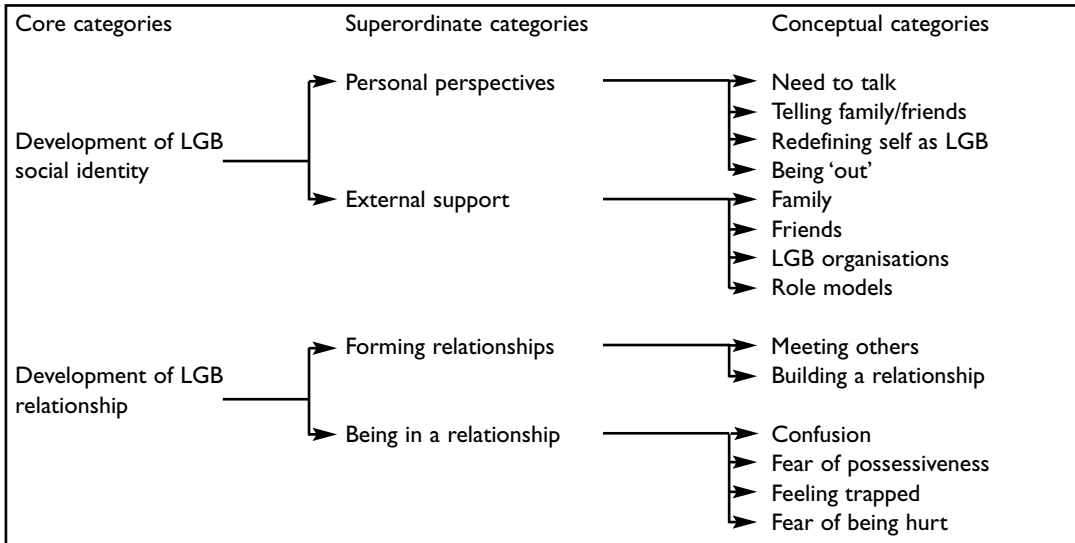 Core categories
Superordinate categories
Conceptual categories
Development of LGB
social identity
Personal perspectives
Need to talk
Telling family/friends
Redefining self as LGB
Being ‘out’
External support
Family
Friends
LGB organisations
Role models
Development of LGB
relationship
Forming relationships
Meeting others
Building a relationship
Being in a relationship
Confusion
Fear of possessiveness
Feeling trapped
Fear of being hurt